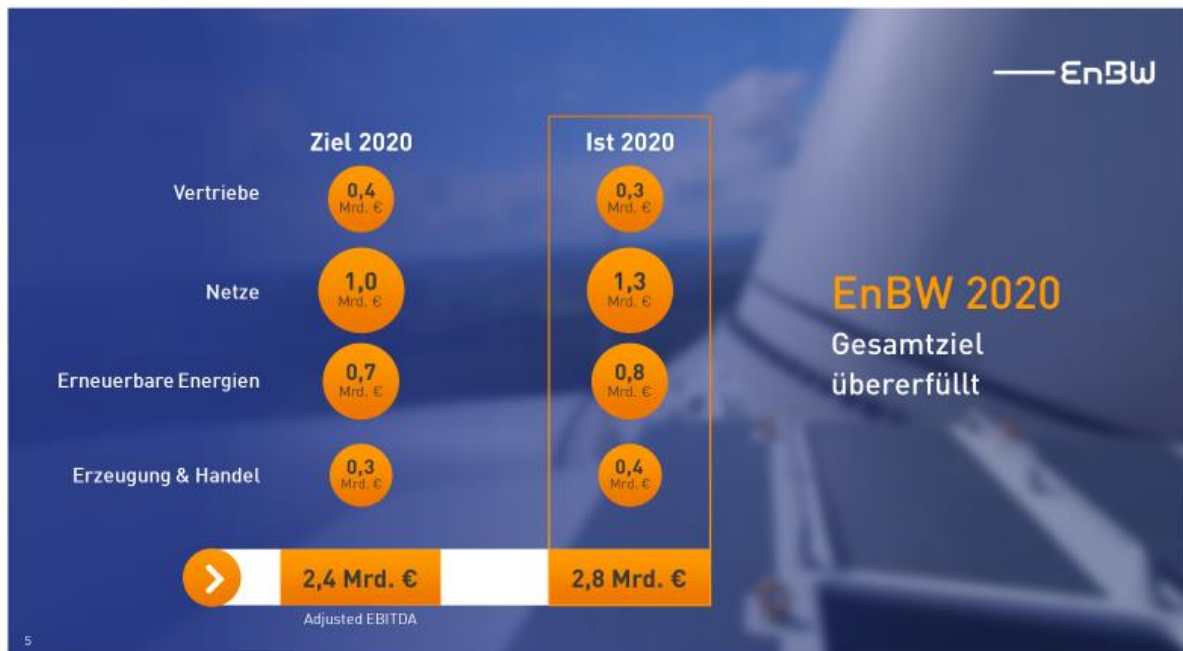 EnBW
Ziel 2020
Ist 2020
Vertriebe
0,4
Mrd. €
0,3
Mrd. €
Netze
1,0
Mrd. €
1,3
Mrd. €
Erneuerbare Energien
0,7
Mrd. €
0,8
Mrd. €
Erzeugung & Handel
0,3
Mrd. €
0,4
Mrd. €
2,4 Mrd. €
2,8 Mrd. €
Adjusted EBITDA
EnBW 2020
Gesamtziel
übererfüllt
5